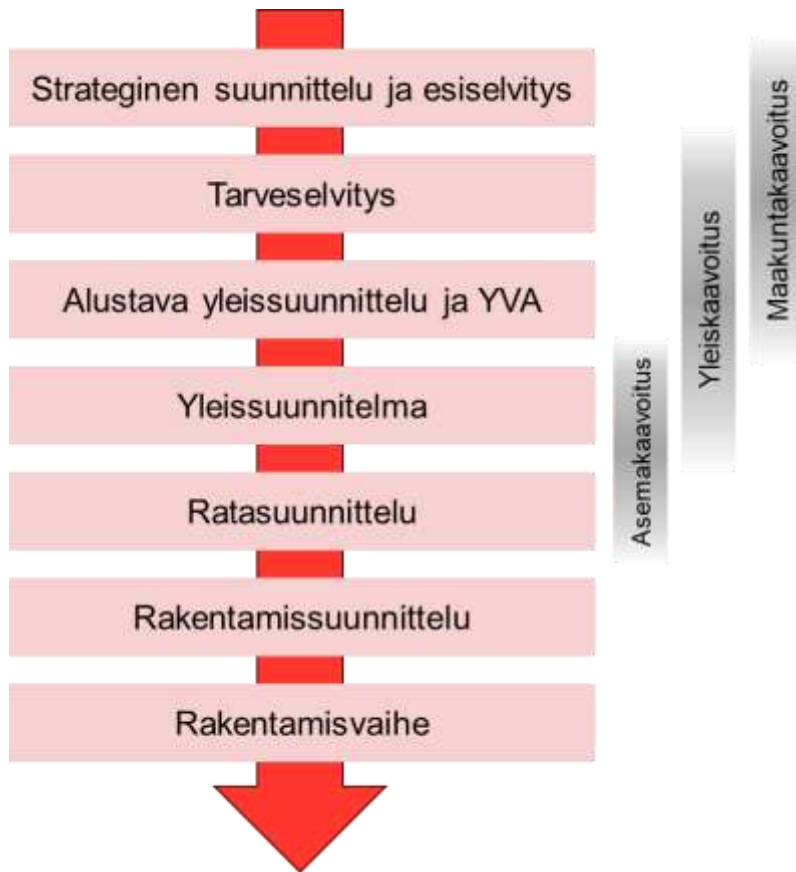 Strateginen suunnittelu ja esiselvitys
Tarveselvitys
Alustava yleissuunnittelu ja YVA
Yleissuunnitelma
Ratasuunnittelu
Rakentamissuunnittelu
Rakentamisvaihe
Asemakaavoitus
Yleiskaavoitus
Maakuntakaavoitus